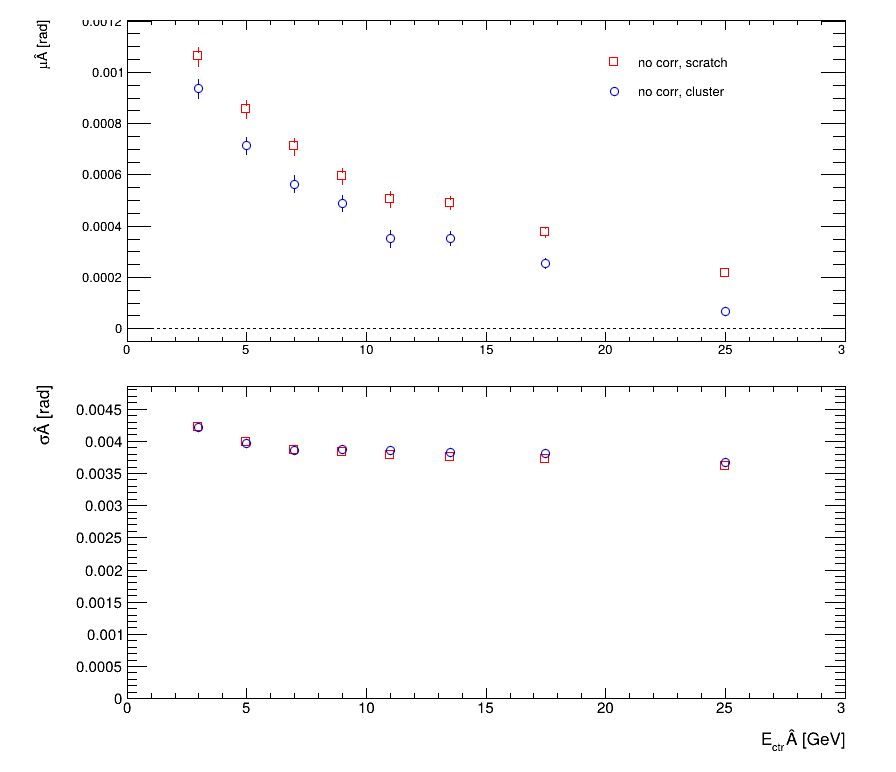 μÂ [rad]
0.0012
0.001
0.0008
0.0006
0.0004
0.0002
0
no corr, scratch
no corr, cluster
0 5 10 15 20 25 3
σÂ [rad]
0.0045
0.004
0.0035
0.003
0.0025
0.002
0.0015
0.001
0.0005
0
0 5 10 15 20 25 3
E_ctr Â [GeV]